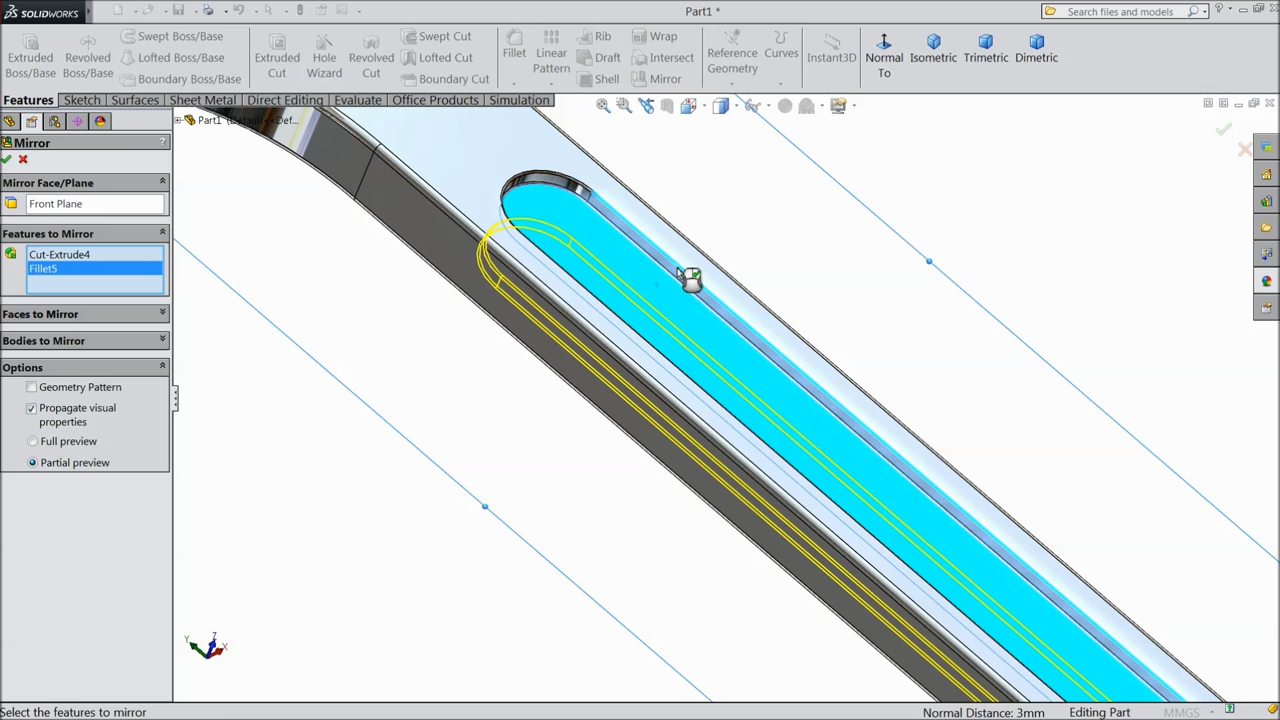 SOLIDWORKS
Part1 *
Search files and models
Extruded Boss/Base
Revolved Boss/Base
Swept Boss/Base
Lofted Boss/Base
Boundary Boss/Base
Extruded Cut
Hole Wizard
Revolved Cut
Swept Cut
Lofted Cut
Boundary Cut
Fillet
Linear Pattern
Rib
Draft
Shell
Wrap
Intersect
Mirror
Reference Geometry
Curves
Instant3D
Normal To
Isometric
Trimetric
Dimetric
Features
Sketch
Surfaces
Sheet Metal
Direct Editing
Evaluate
Office Products
Simulation
Part1 (Default<<Def...
Mirror
?
Mirror Face/Plane
Front Plane
Features to Mirror
Cut-Extrude4
Fillet5
Faces to Mirror
Bodies to Mirror
Options
Geometry Pattern
Propagate visual
properties
Full preview
Partial preview
Z
Y
X
Select the features to mirror
Normal Distance: 3mm
Editing Part
MMGS